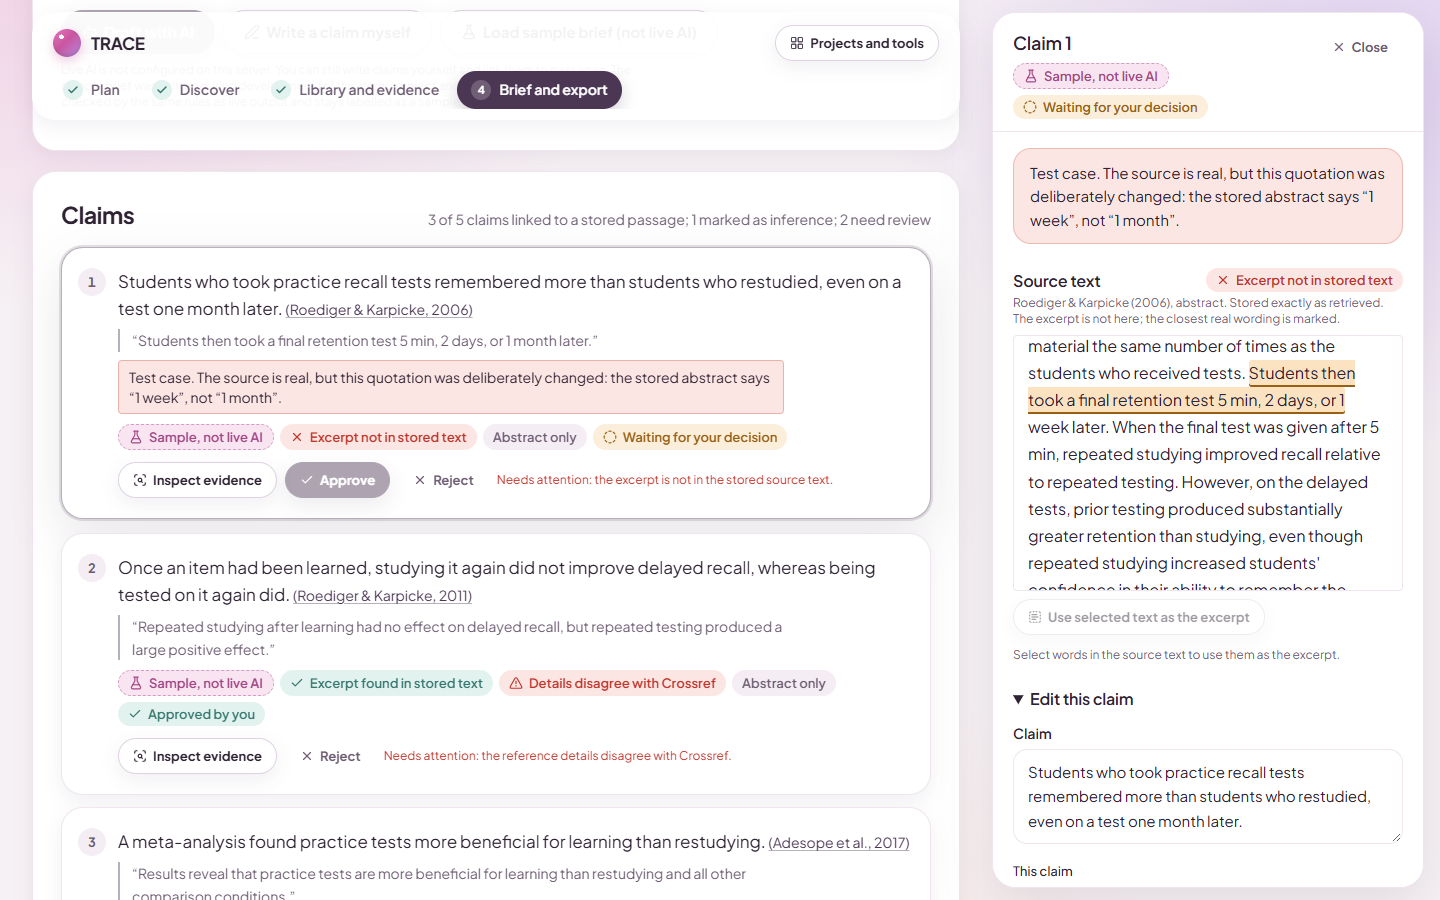 Write a claim myself
Load sample brief (not live AI)
TRACE
Projects and tools
Plan
Discover
Library and evidence
4 Brief and export
Claims
3 of 5 claims linked to a stored passage; 1 marked as inference; 2 need review
1
Students who took practice recall tests remembered more than students who restudied, even on a
test one month later. (Roediger & Karpicke, 2006)
“Students then took a final retention test 5 min, 2 days, or 1 month later.”
Test case. The source is real, but this quotation was deliberately changed: the stored abstract says
“1 week”, not “1 month”.
Sample, not live AI
Excerpt not in stored text
Abstract only
Waiting for your decision
Inspect evidence
Approve
Reject
Needs attention: the excerpt is not in the stored source text.
2
Once an item had been learned, studying it again did not improve delayed recall, whereas being
tested on it again did. (Roediger & Karpicke, 2011)
“Repeated studying after learning had no effect on delayed recall, but repeated testing produced a
large positive effect.”
Sample, not live AI
Excerpt found in stored text
Details disagree with Crossref
Abstract only
Approved by you
Inspect evidence
Reject
Needs attention: the reference details disagree with Crossref.
3
A meta-analysis found practice tests more beneficial for learning than restudying. (Adesope et al., 2017)
“Results reveal that practice tests are more beneficial for learning than restudying and all other
comparison conditions.”
Claim 1
Close
Sample, not live AI
Waiting for your decision
Test case. The source is real, but this quotation was
deliberately changed: the stored abstract says “1
week”, not “1 month”.
Source text
Excerpt not in stored text
Roediger & Karpicke (2006), abstract. Stored exactly as retrieved.
The excerpt is not here; the closest real wording is marked.
material the same number of times as the
students who received tests. Students then
took a final retention test 5 min, 2 days, or 1
week later. When the final test was given after 5
min, repeated studying improved recall relative
to repeated testing. However, on the delayed
tests, prior testing produced substantially
greater retention than studying, even though
repeated studying increased students'
confidence in their ability to remember the
Use selected text as the excerpt
Select words in the source text to use them as the excerpt.
Edit this claim
Claim
Students who took practice recall tests
remembered more than students who restudied,
even on a test one month later.
This claim